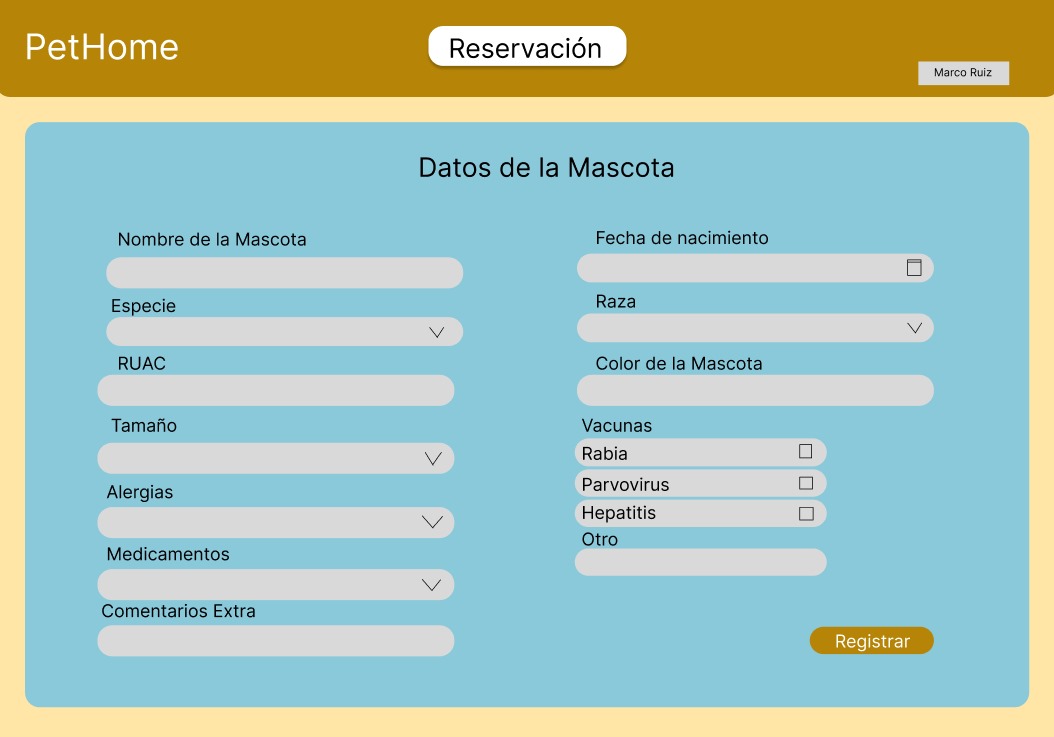 PetHome
Reservación
Marco Ruiz
Datos de la Mascota
Nombre de la Mascota
Especie
RUAC
Tamaño
Alergias
Medicamentos
Comentarios Extra
Fecha de nacimiento
Raza
Color de la Mascota
Vacunas
Rabia
Parvovirus
Hepatitis
Otro
Registrar